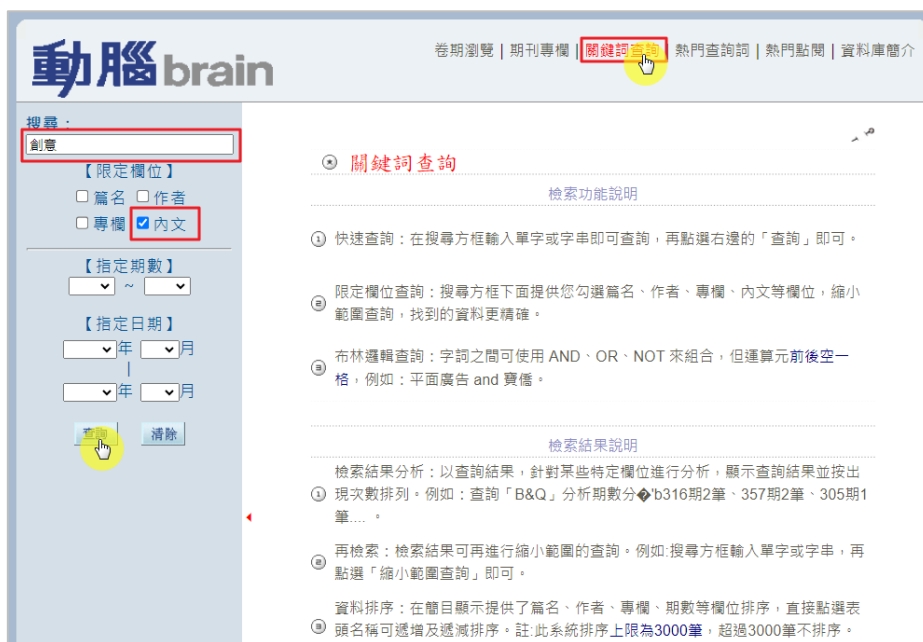 動腦brain
卷期瀏覽 | 期刊專欄 | 關鍵詞查詢 | 熱門查詢詞 | 熱門點閱 | 資料庫簡介
搜尋：
創意
【限定欄位】
篇名 作者
專欄 內文
【指定期數】
~
【指定日期】
年 月
|
年 月
查詢 清除
關鍵詞查詢
檢索功能說明
1 快速查詢：在搜尋方框輸入單字或字串即可查詢，再點選右邊的「查詢」即可。
2 限定欄位查詢：搜尋方框下面提供您勾選篇名、作者、專欄、內文等欄位，縮小
範圍查詢，找到的資料更精確。
3 布林邏輯查詢：字詞之間可使用 AND、OR、NOT 來組合，但運算元前後空一
格，例如：平面廣告 and 寶僑。
檢索結果說明
檢索結果分析：以查詢結果，針對某些特定欄位進行分析，顯示查詢結果並按出
1 現次數排列。例如：查詢「B&Q」分析期數分�'b316期2筆、357期2筆、305期1
筆.... 。
2 再檢索：檢索結果可再進行縮小範圍的查詢。例如:搜尋方框輸入單字或字串，再
點選「縮小範圍查詢」即可。
資料排序：在簡目顯示提供了篇名、作者、專欄、期數等欄位排序，直接點選表
3 頭名稱可遞增及遞減排序。註:此系統排序上限為3000筆，超過3000筆不排序。